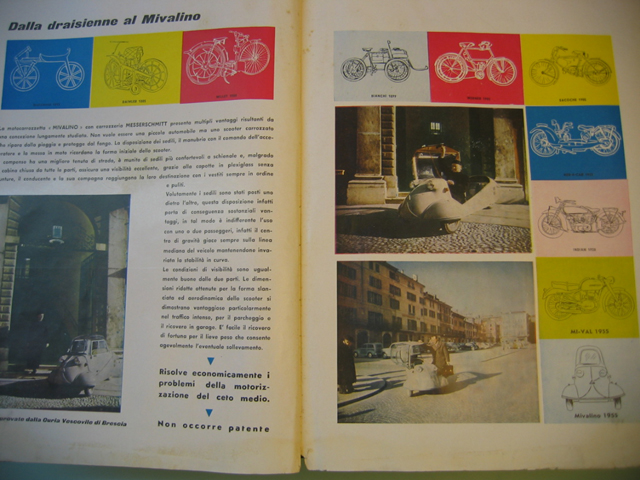 Dalla draisienne al Mivalino
La motocarrozzetta « MIVALINO » con carrozzeria MESSERSCHMITT presenta multipli vantaggi risultanti da
una concezione lungamente studiata. Non vuole essere una piccola automobile ma uno scooter carrozzato
che ripara dalla pioggia e protegge dal fango. La disposizione dei sedili, il manubrio con il comando dell'acce-
e la messa in moto ricordano la forma iniziale dello scooter.
compenso ha una migliore tenuta di strada, è munito di sedili più confortevoli a schienale e, malgrado
cabina chiusa da tutte le parti, assicura una visibilità eccellente, grazie alla capotta in plexiglass senza
il conducente e la sua compagna raggiungono la loro destinazione con i vestiti sempre in ordine
e puliti.
Volutamente i sedili sono stati posti uno
dietro l'altro, questa disposizione infatti
porta di conseguenza sostanziali van-
taggi, in tal modo è indifferente l'uso
con uno o due passeggeri, infatti il cen-
tro di gravità giace sempre sulla linea
mediana del veicolo mantenendone inva-
riata la stabilità in curva.
Le condizioni di visibilità sono ugual-
mente buone dalle due parti. Le dimen-
sioni ridotte ottenute per la forma slan-
ciata ed aerodinamica dello scooter si
dimostrano vantaggiose particolarmente
nel traffico intenso, per il parcheggio e
il ricovero in garage. E' facile il ricovero
di fortuna per il lieve peso che consente
agevolmente l'eventuale sollevamento.
Risolve economicamente i
problemi della motoriz-
zazione del ceto medio.
Non occorre patente
dalla Curia Vescovile di Brescia
MI-VAL 1955
Mivalino 1955